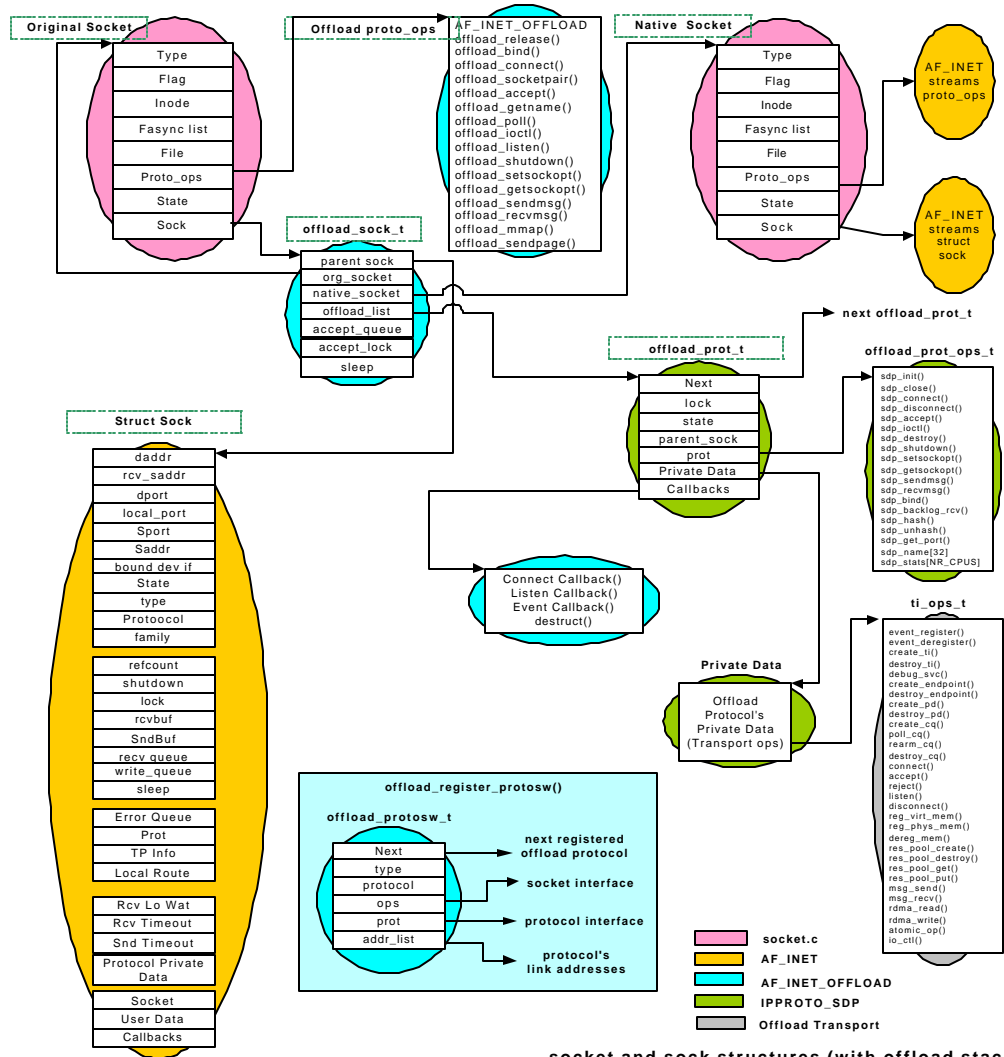 Original Socket
Type
Flag
Inode
Fasync list
File
Proto_ops
State
Sock
Offload proto_ops
AF_INET_OFFLOAD
offload_release()
offload_bind()
offload_connect()
offload_socketpair()
offload_accept()
offload_getname()
offload_poll()
offload_ioctl()
offload_listen()
offload_shutdown()
offload_setsockopt()
offload_getsockopt()
offload_sendmsg()
offload_recvmsg()
offload_mmap()
offload_sendpage()
Native Socket
Type
Flag
Inode
Fasync list
File
Proto_ops
State
Sock
AF_INET
streams
proto_ops
AF_INET
streams
struct
sock
offload_sock_t
parent sock
org_socket
native_socket
offload_list
accept_queue
accept_lock
sleep
next offload_prot_t
offload_prot_t
Next
lock
state
parent_sock
prot
Private Data
Callbacks
offload_prot_ops_t
sdp_init()
sdp_close()
sdp_connect()
sdp_disconnect()
sdp_accept()
sdp_ioctl()
sdp_destroy()
sdp_shutdown()
sdp_setsockopt()
sdp_getsockopt()
sdp_sendmsg()
sdp_recvmsg()
sdp_bind()
sdp_backlog_rcv()
sdp_hash()
sdp_unhash()
sdp_get_port()
sdp_name[32]
sdp_stats[NR_CPUS]
Struct Sock
daddr
rcv_saddr
dport
local_port
Sport
Saddr
bound dev if
State
type
Protoocol
family
refcount
shutdown
lock
rcvbuf
SndBuf
recv queue
write_queue
sleep
Error Queue
Prot
TP Info
Local Route
Rcv Lo Wat
Rcv Timeout
Snd Timeout
Protocol Private
Data
Socket
User Data
Callbacks
Connect Callback()
Listen Callback()
Event Callback()
destruct()
Private Data
Offload
Protocol's
Private Data
(Transport ops)
ti_ops_t
event_register()
event_deregister()
create_ti()
destroy_ti()
debug_svc()
create_endpoint()
destroy_endpoint()
create_pd()
destroy_pd()
create_cq()
poll_cq()
rearm_cq()
destroy_cq()
connect()
accept()
reject()
listen()
disconnect()
reg_virt_mem()
reg_phys_mem()
dereg_mem()
res_pool_create()
res_pool_destroy()
res_pool_get()
res_pool_put()
msg_send()
msg_recv()
rdma_read()
rdma_write()
atomic_op()
io_ctl()
offload_register_protosw()
offload_protosw_t
Next
type
protocol
ops
prot
addr_list
next registered
offload protocol
socket interface
protocol interface
protocol's
link addresses
socket.c
AF_INET
AF_INET_OFFLOAD
IPPROTO_SDP
Offload Transport
socket and sock structures (with offload stac